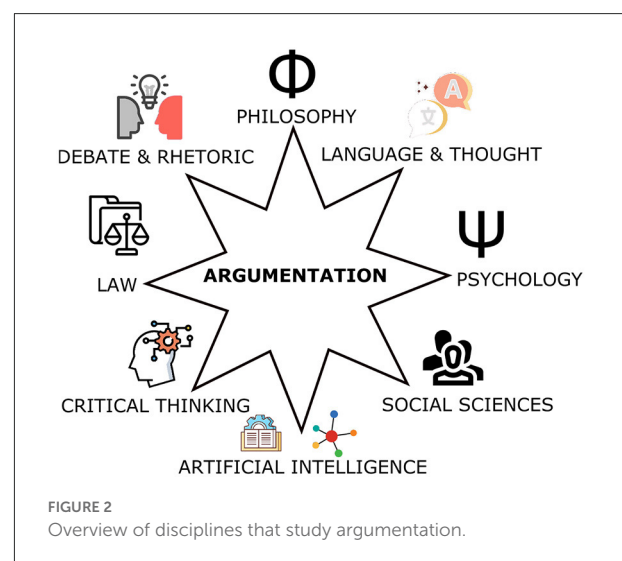 Φ
PHILOSOPHY
A
文
DEBATE & RHETORIC
LANGUAGE & THOUGHT
Ψ
ARGUMENTATION
LAW
PSYCHOLOGY
CRITICAL THINKING
SOCIAL SCIENCES
ARTIFICIAL INTELLIGENCE
FIGURE 2
Overview of disciplines that study argumentation.